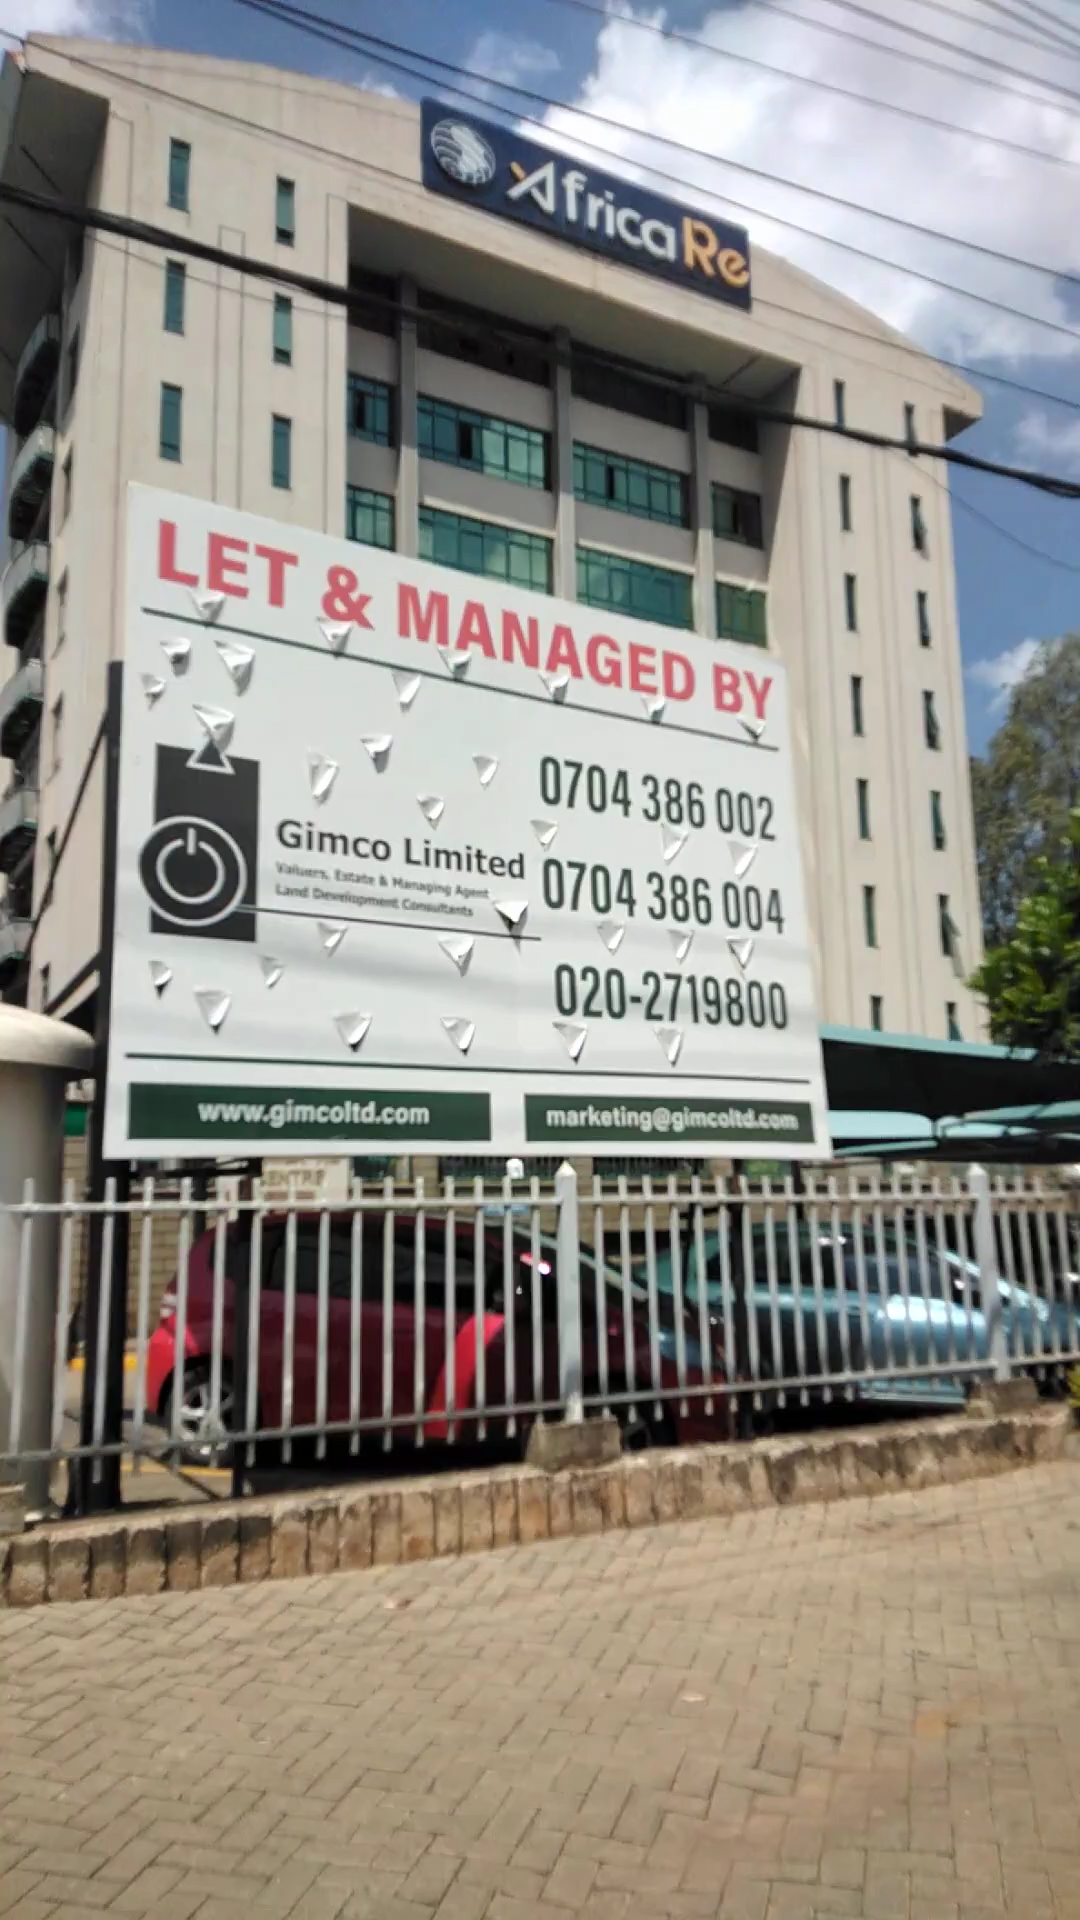 AfricaRe
LET & MANAGED BY
0704 386 002
Gimco Limited
Valuers, Estate & Managing Agent
Land Development Consultants
0704 386 004
020-2719800
www.gimcoltd.com
marketing@gimcoltd.com